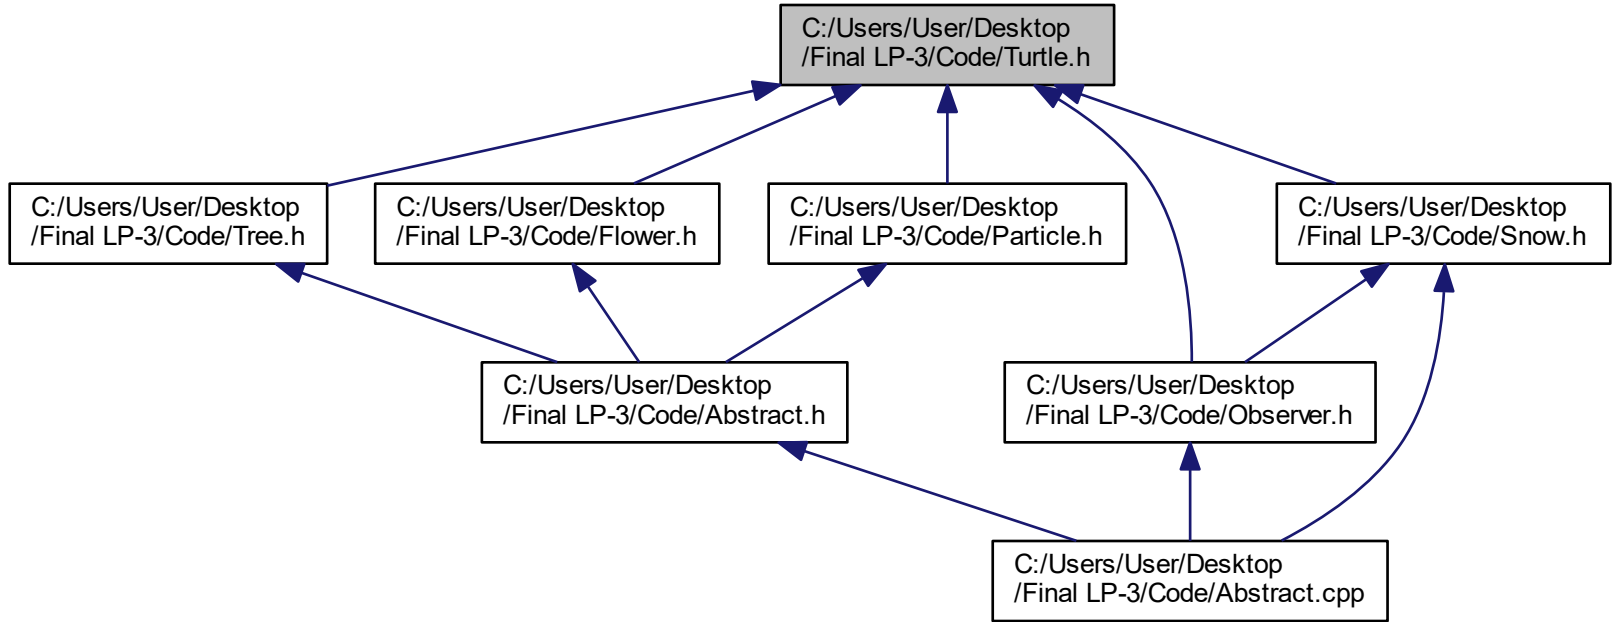 C:/Users/User/Desktop
/Final LP-3/Code/Turtle.h
C:/Users/User/Desktop
/Final LP-3/Code/Tree.h
C:/Users/User/Desktop
/Final LP-3/Code/Flower.h
C:/Users/User/Desktop
/Final LP-3/Code/Particle.h
C:/Users/User/Desktop
/Final LP-3/Code/Snow.h
C:/Users/User/Desktop
/Final LP-3/Code/Abstract.h
C:/Users/User/Desktop
/Final LP-3/Code/Observer.h
C:/Users/User/Desktop
/Final LP-3/Code/Abstract.cpp